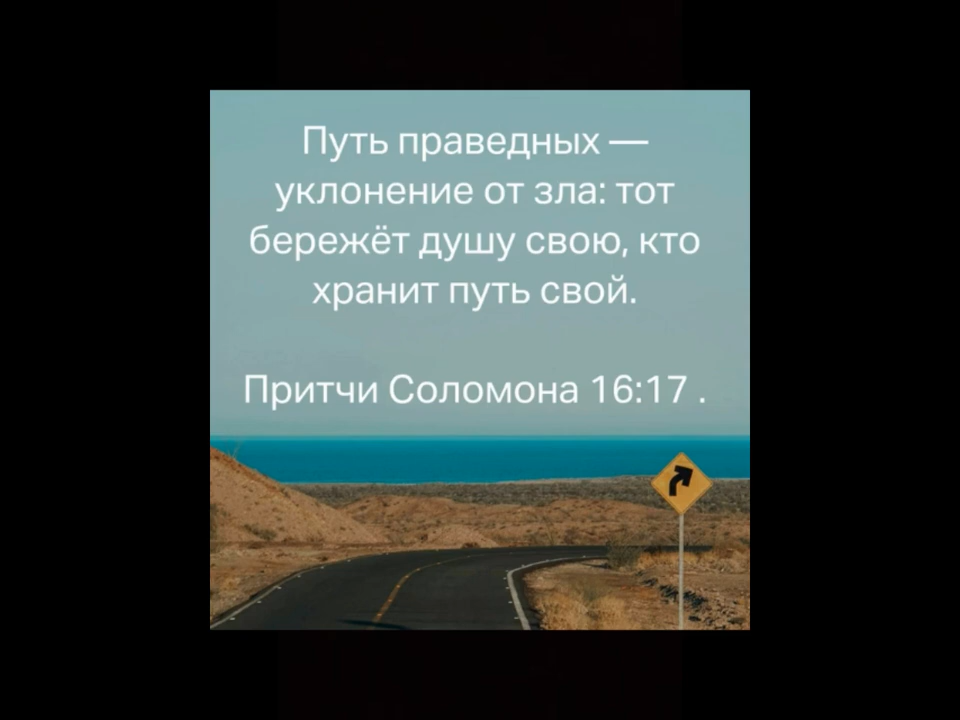 Путь праведных —
уклонение от зла: тот
бережёт душу свою, кто
хранит путь свой.
Притчи Соломона 16:17 .